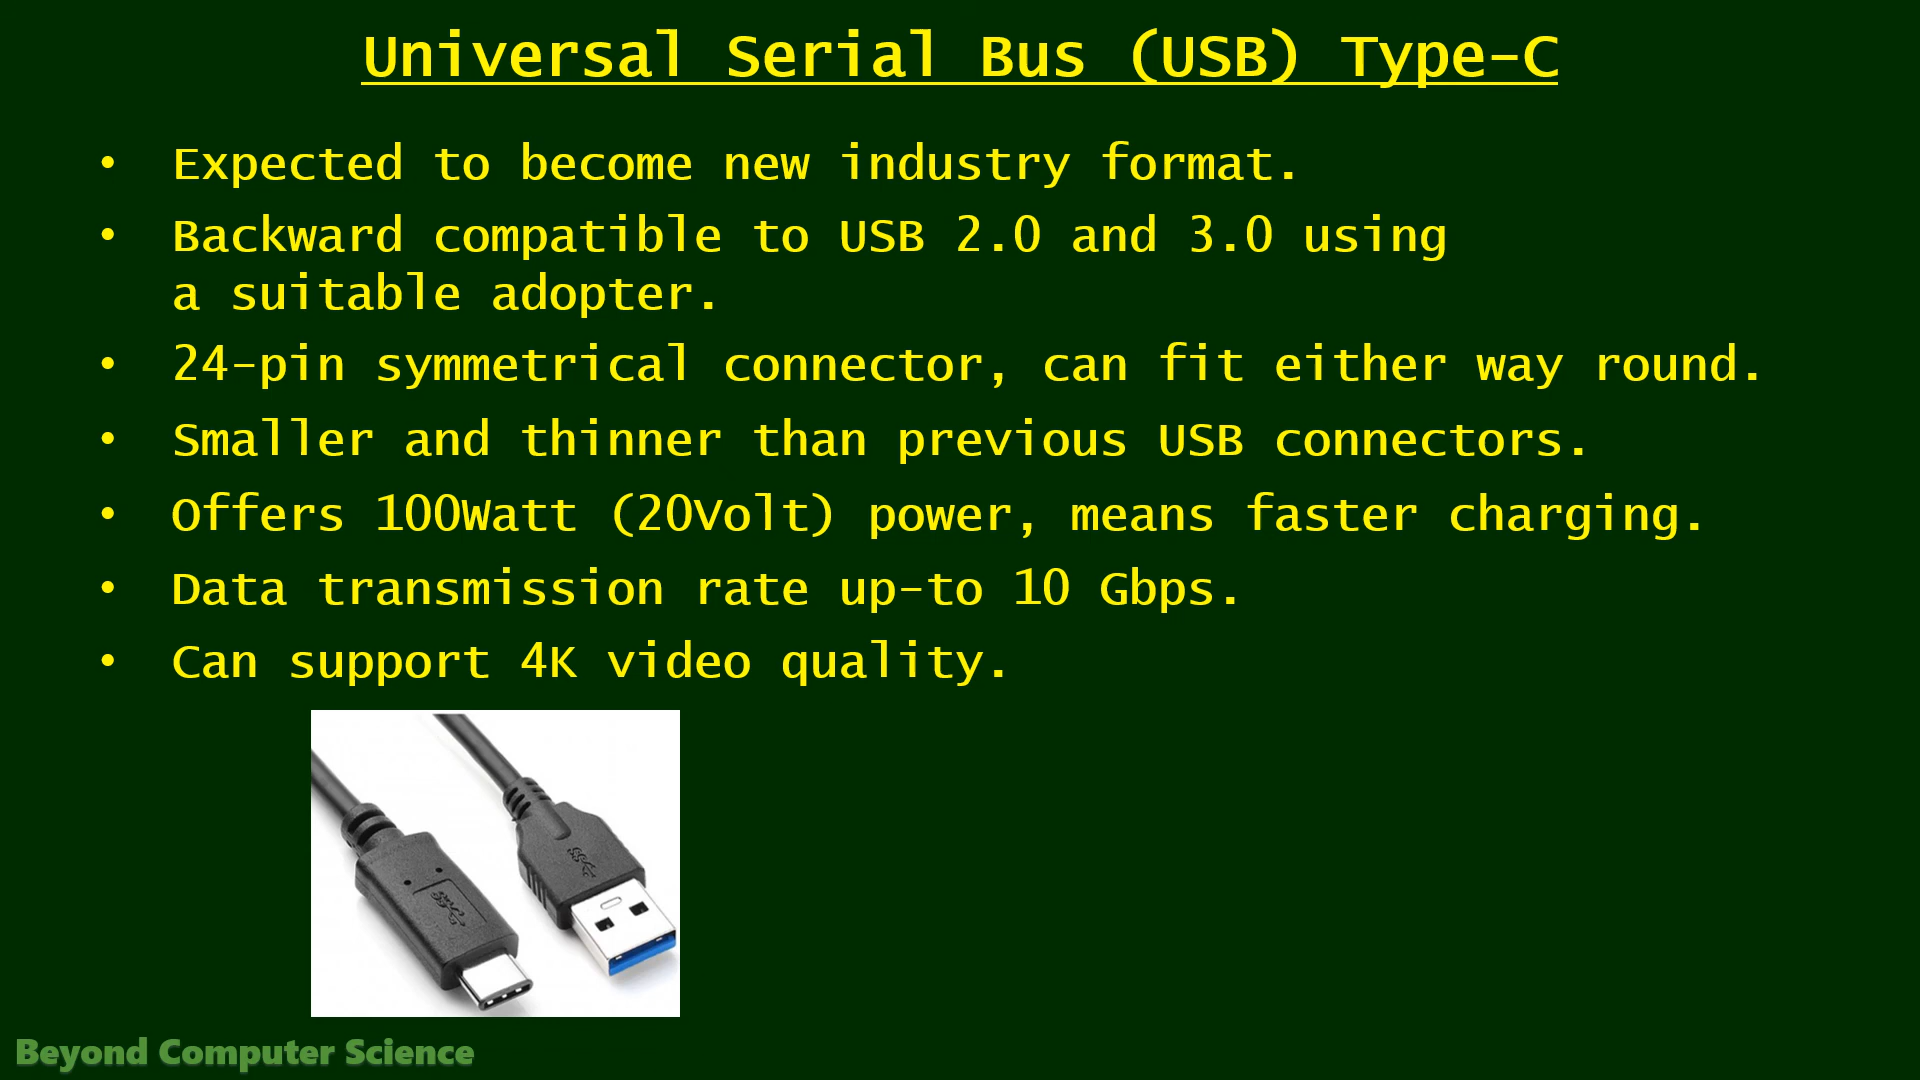 Universal Serial Bus (USB) Type-C
• Expected to become new industry format.
• Backward compatible to USB 2.0 and 3.0 using
a suitable adopter.
• 24-pin symmetrical connector, can fit either way round.
• Smaller and thinner than previous USB connectors.
• Offers 100Watt (20Volt) power, means faster charging.
• Data transmission rate up-to 10 Gbps.
• Can support 4K video quality.
Beyond Computer Science